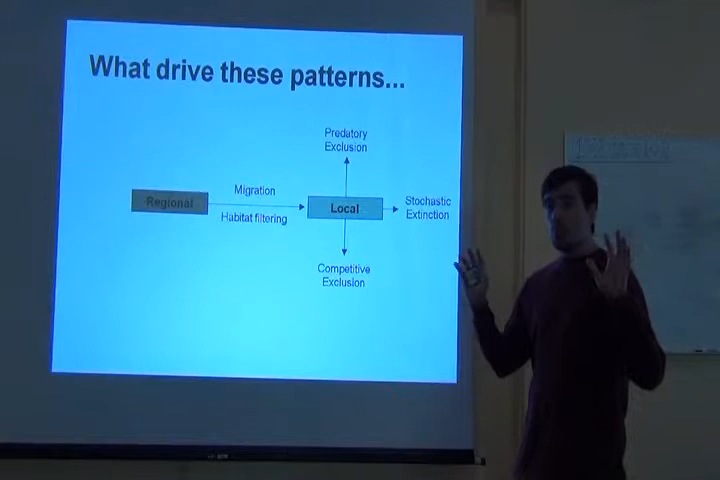 What drive these patterns...
Predatory
Exclusion
Migration
Regional
Local
Stochastic
Extinction
Habitat filtering
Competitive
Exclusion